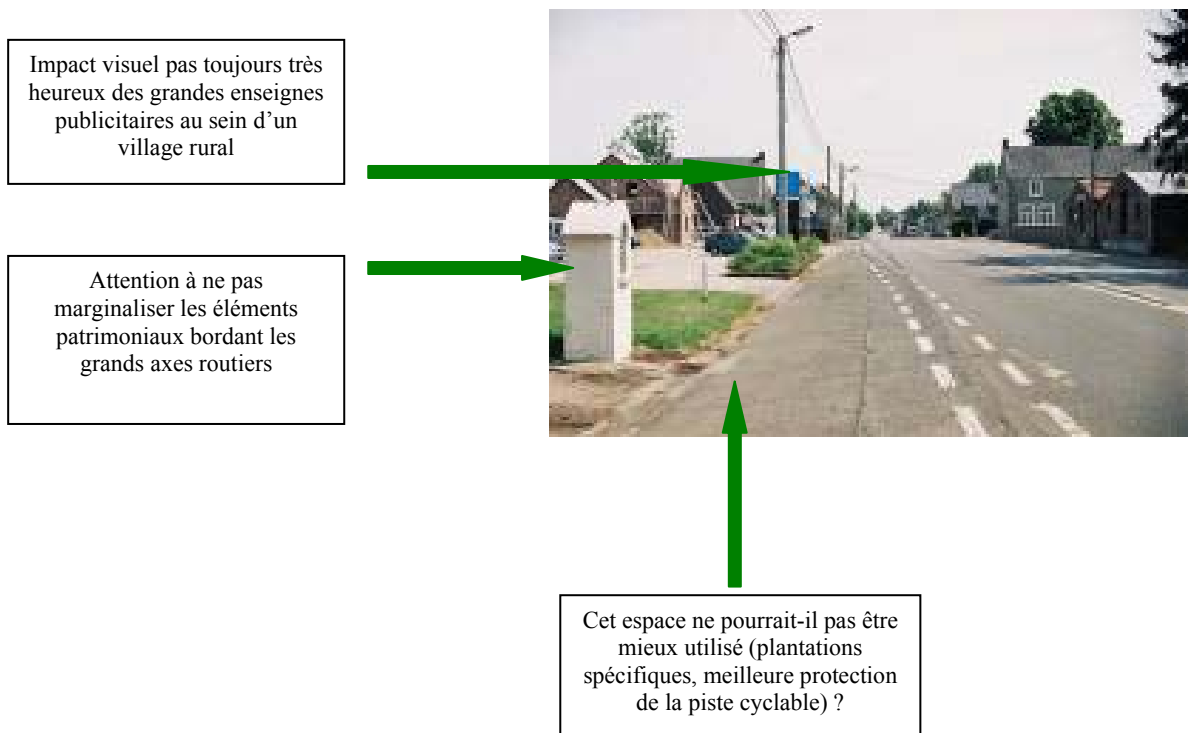 Impact visuel pas toujours très
heureux des grandes enseignes
publicitaires au sein d’un
village rural
Attention à ne pas
marginaliser les éléments
patrimoniaux bordant les
grands axes routiers
Cet espace ne pourrait-il pas être
mieux utilisé (plantations
spécifiques, meilleure protection
de la piste cyclable) ?